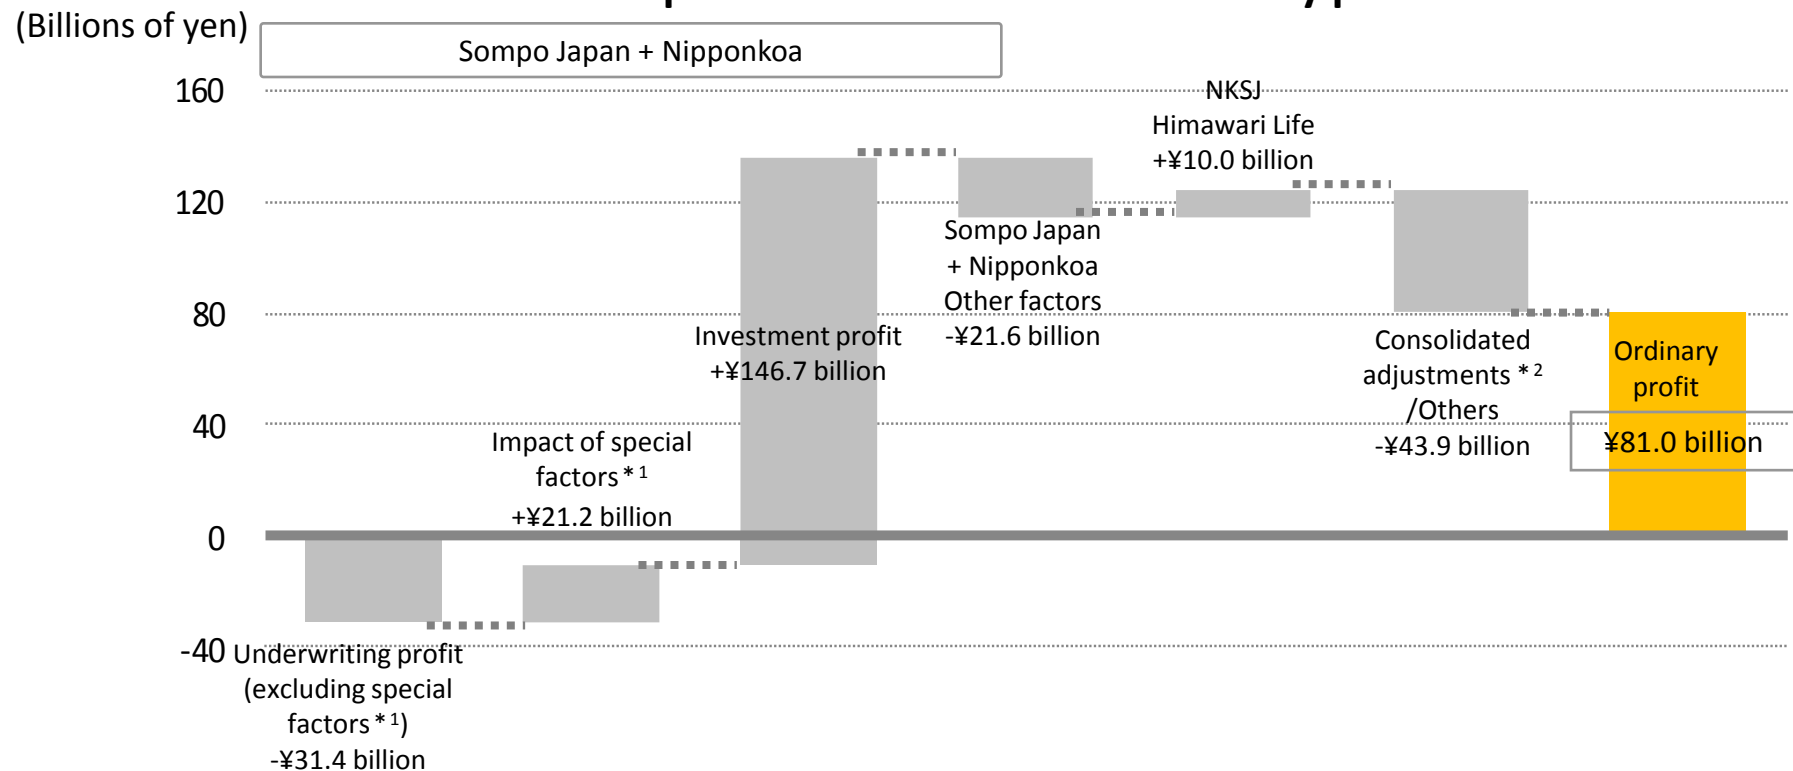 (Billions of yen)
Sompo Japan + Nipponkoa
160
120
80
40
0
-40
Underwriting profit
(excluding special
factors*1)
-¥31.4 billion
Impact of special
factors*1
+¥21.2 billion
Investment profit
+¥146.7 billion
Sompo Japan
+ Nipponkoa
Other factors
-¥21.6 billion
NKSJ
Himawari Life
+¥10.0 billion
Consolidated
adjustments *2
/Others
-¥43.9 billion
Ordinary
profit
¥81.0 billion